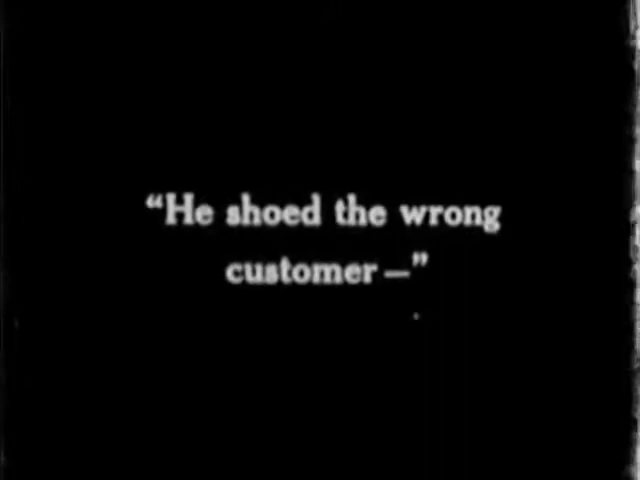 “He shoed the wrong
customer—”